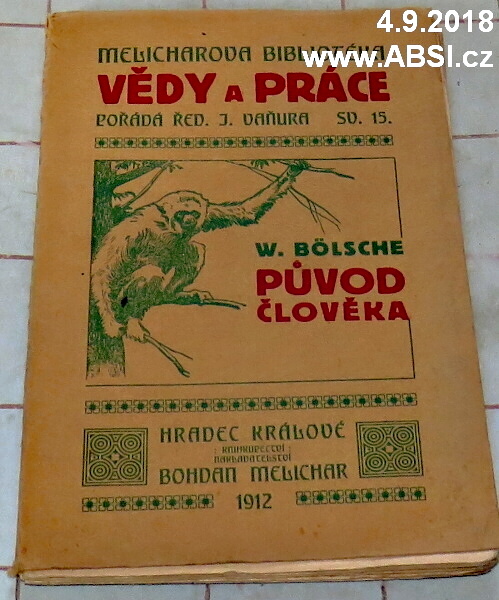 4.9.2018
www.ABSI.cz
MELICHAROVA BIBLIOTÉKA
VĚDY A PRÁCE
POŘÁDÁ ŘED. J. VAŇURA SV. 15.
W. BÖLSCHE
PŮVOD
ČLOVĚKA
HRADEC KRÁLOVÉ
: KNIHKUPECTVÍ :
NAKLADATELSTVÍ
BOHDAN MELICHAR
1912